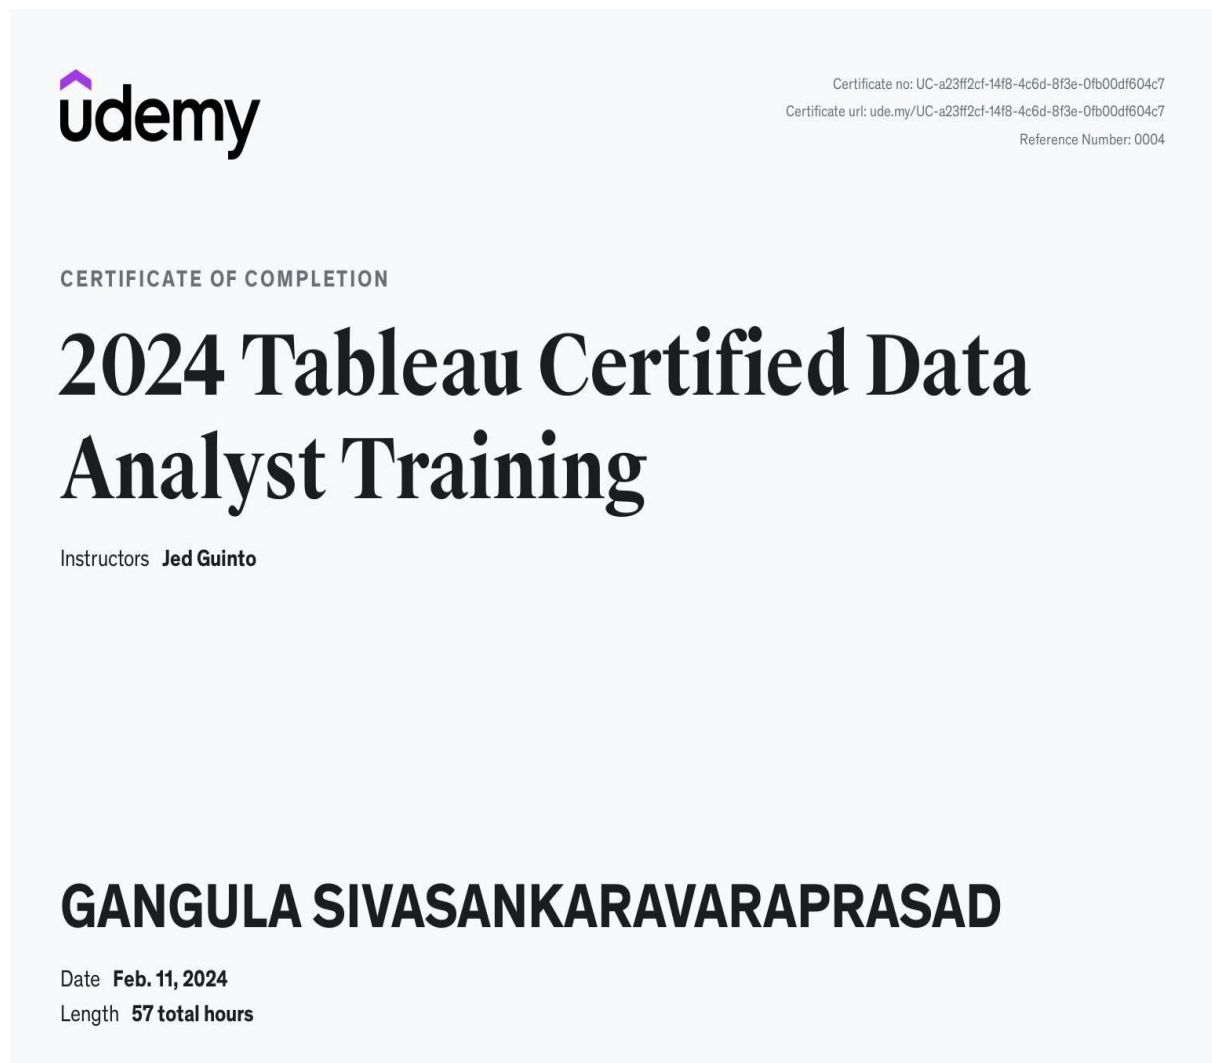 udemy
Certificate no: UC-a23ff2cf-14f8-4c6d-8f3e-0fb00df604c7
Certificate url: ude.my/UC-a23ff2cf-14f8-4c6d-8f3e-0fb00df604c7
Reference Number: 0004
CERTIFICATE OF COMPLETION
2024 Tableau Certified Data
Analyst Training
Instructors Jed Guinto
GANGULA SIVASANKARAVARAPRASAD
Date Feb. 11, 2024
Length 57 total hours